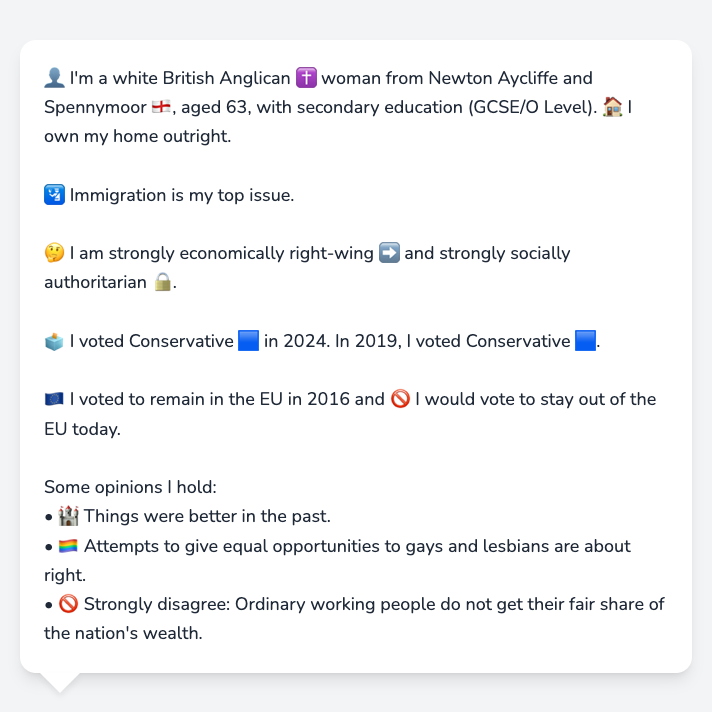 👤 I'm a white British Anglican ✝️ woman from Newton Aycliffe and
Spennymoor 🏴󠁧󠁢󠁥󠁮󠁧󠁿, aged 63, with secondary education (GCSE/O Level). 🏠 I
own my home outright.
🛂 Immigration is my top issue.
🤔 I am strongly economically right-wing ➡️ and strongly socially
authoritarian 🔒.
🗳️ I voted Conservative 🟦 in 2024. In 2019, I voted Conservative 🟦.
🇪🇺 I voted to remain in the EU in 2016 and 🚫 I would vote to stay out of the
EU today.
Some opinions I hold:
• 🏰 Things were better in the past.
• 🏳️‍🌈 Attempts to give equal opportunities to gays and lesbians are about
right.
• 🚫 Strongly disagree: Ordinary working people do not get their fair share of
the nation's wealth.